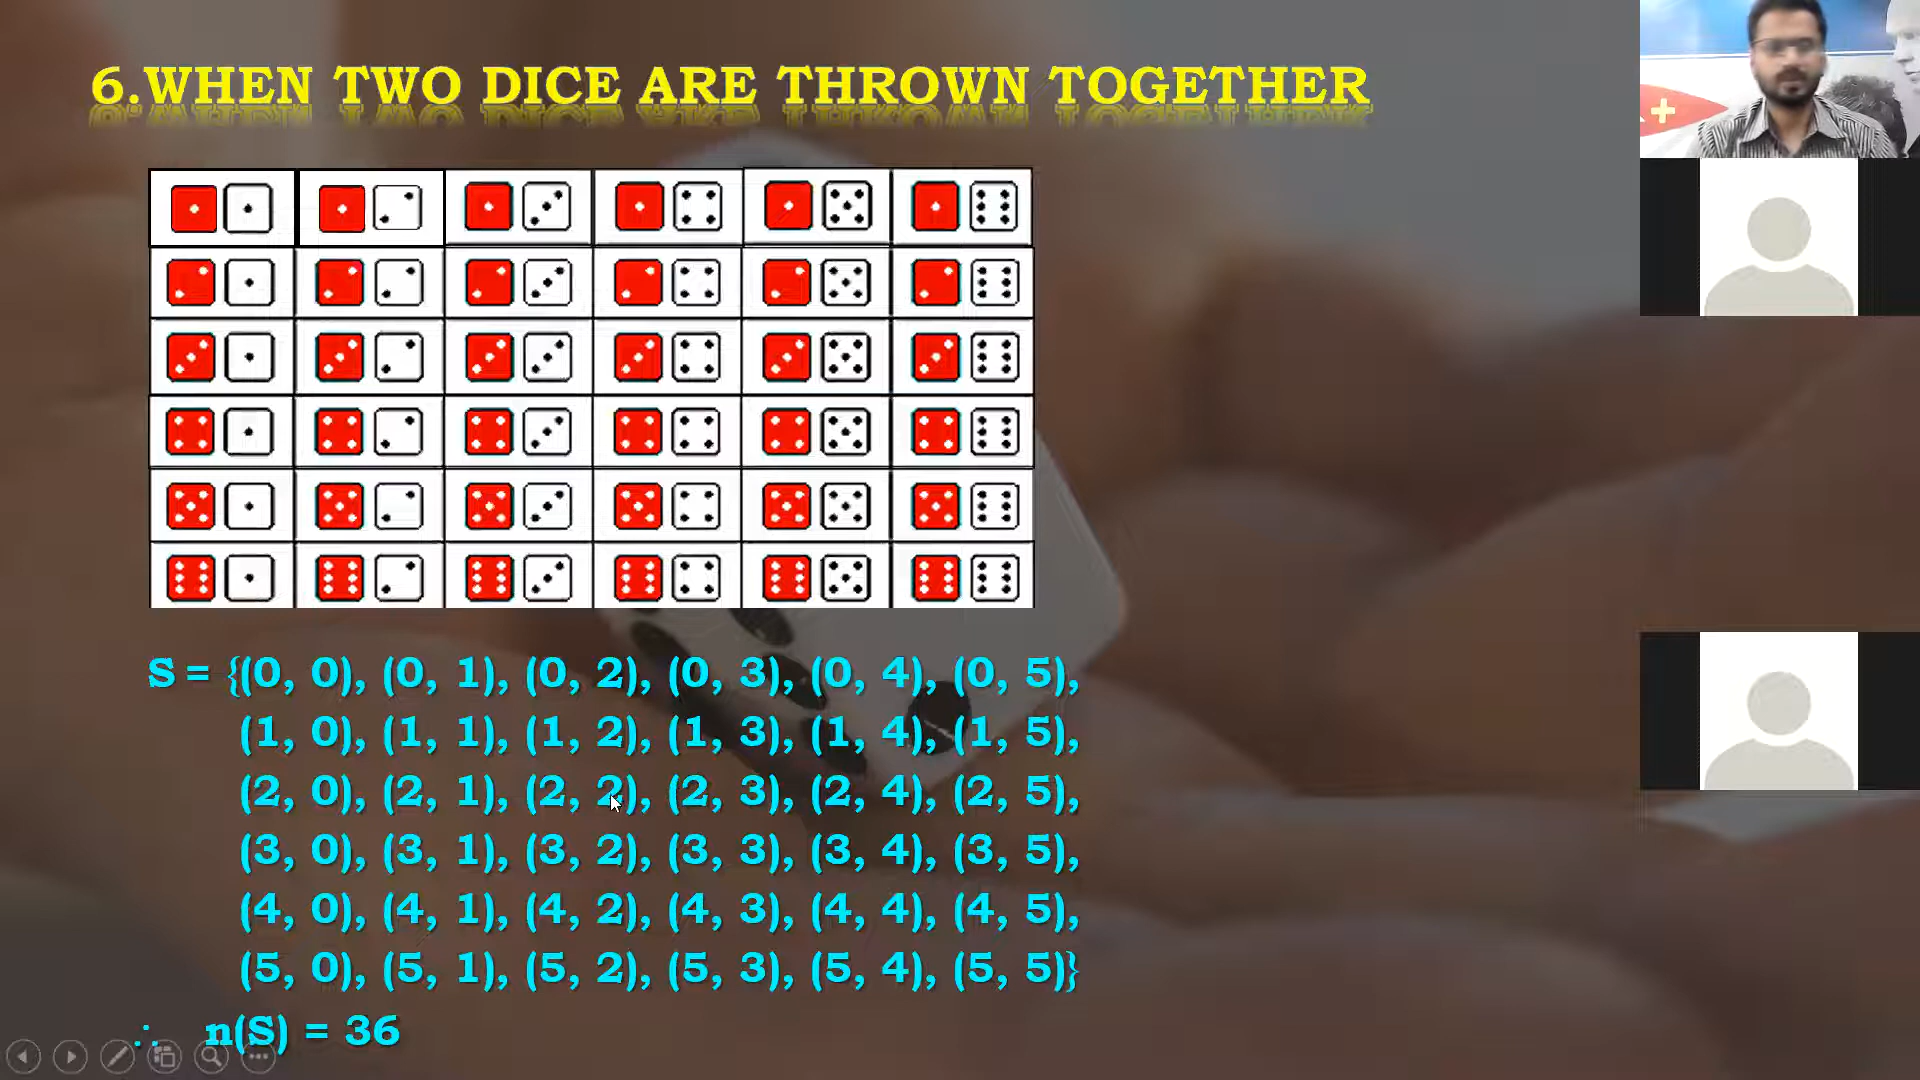 6.WHEN TWO DICE ARE THROWN TOGETHER
S = {(0, 0), (0, 1), (0, 2), (0, 3), (0, 4), (0, 5),
(1, 0), (1, 1), (1, 2), (1, 3), (1, 4), (1, 5),
(2, 0), (2, 1), (2, 2), (2, 3), (2, 4), (2, 5),
(3, 0), (3, 1), (3, 2), (3, 3), (3, 4), (3, 5),
(4, 0), (4, 1), (4, 2), (4, 3), (4, 4), (4, 5),
(5, 0), (5, 1), (5, 2), (5, 3), (5, 4), (5, 5)}
∴ n(S) = 36